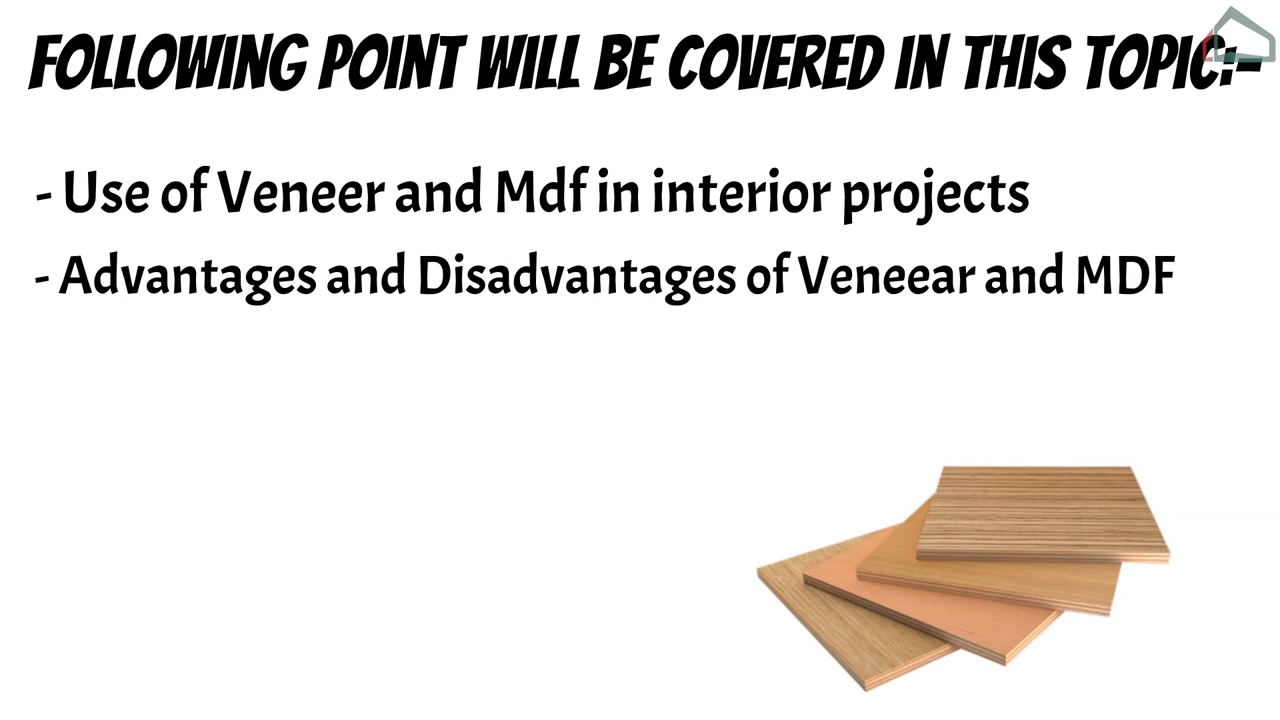 FOLLOWING POINT WILL BE COVERED IN THIS TOPIC:-
- Use of Veneer and Mdf in interior projects
- Advantages and Disadvantages of Veneear and MDF